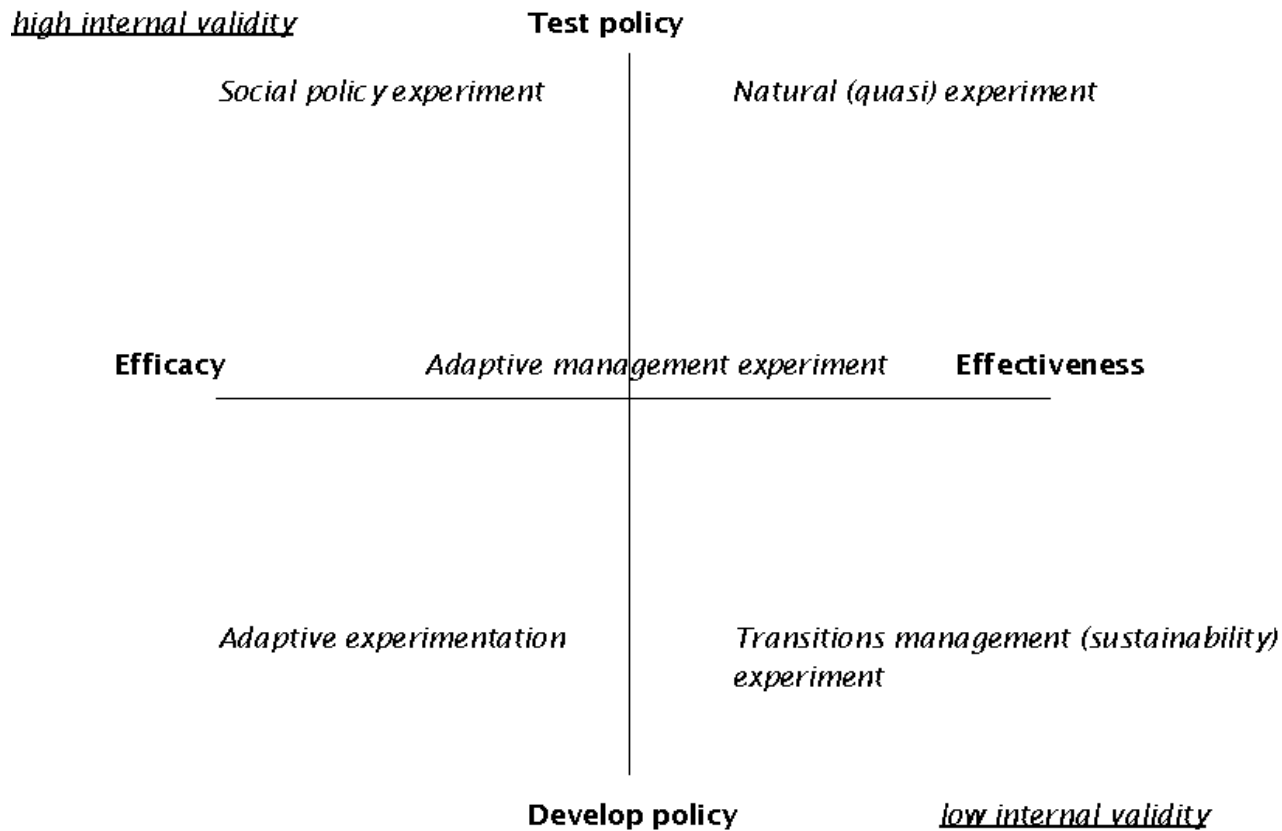 high internal validity
Test policy
Social policy experiment
Natural (quasi) experiment
Efficacy
Adaptive management experiment
Effectiveness
Adaptive experimentation
Transitions management (sustainability)
experiment
Develop policy
low internal validity